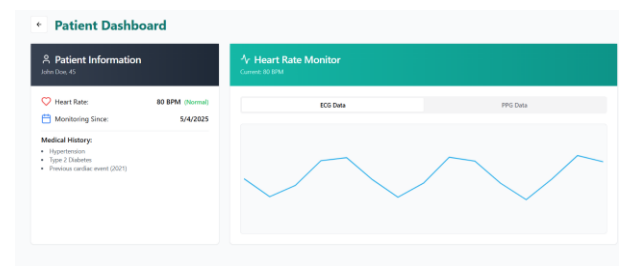 Patient Dashboard
Patient Information
John Doe, 45
Heart Rate: 80 BPM (Normal)
Monitoring Since: 5/4/2025
Medical History:
• Hypertension
• Type 2 Diabetes
• Previous cardiac event (2021)
Heart Rate Monitor
Current: 80 BPM
ECG Data PPG Data